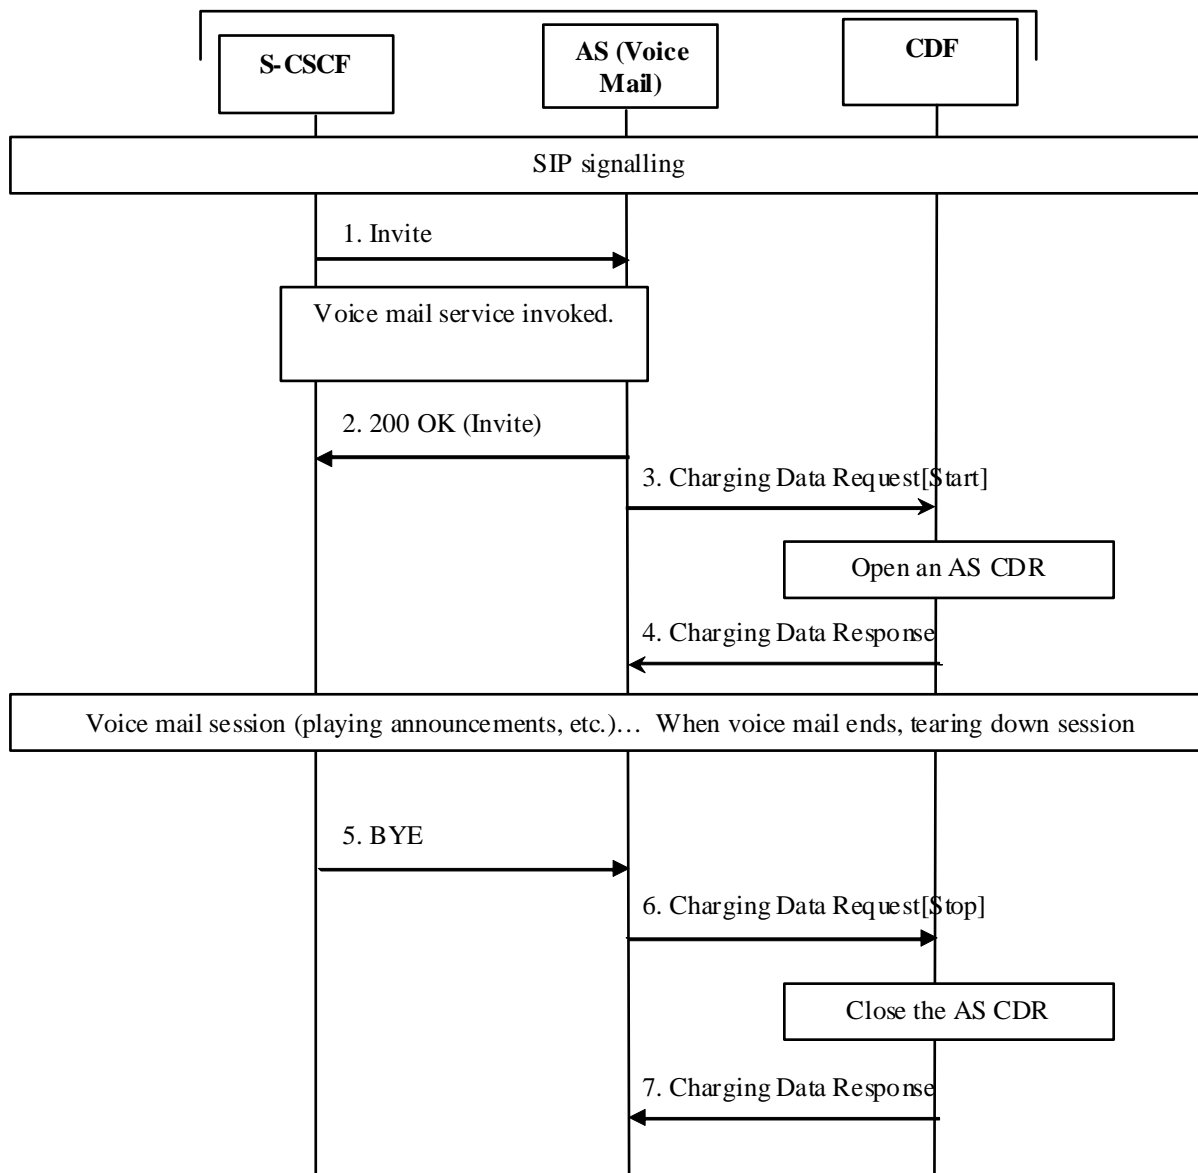 S-CSCF
AS (Voice
Mail)
CDF
SIP signalling
1. Invite
Voice mail service invoked.
2. 200 OK (Invite)
3. Charging Data Request[Start]
Open an AS CDR
4. Charging Data Response
Voice mail session (playing announcements, etc.)… When voice mail ends, tearing down session
5. BYE
6. Charging Data Request[Stop]
Close the AS CDR
7. Charging Data Response